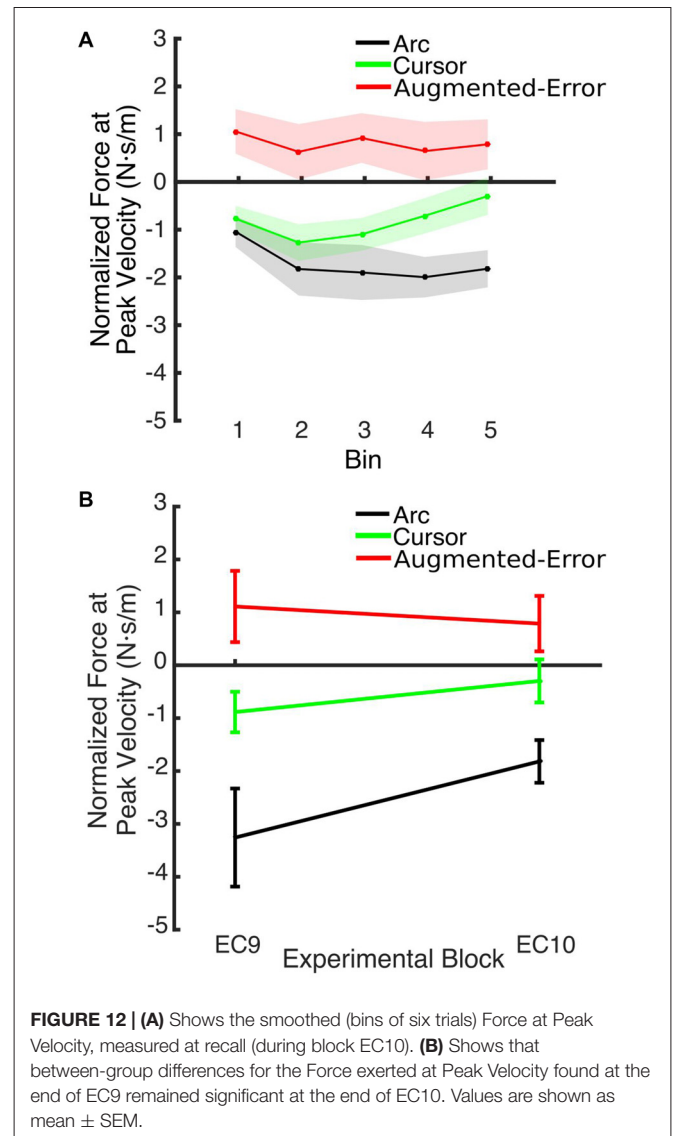 A
3
2
1
0
-1
-2
-3
-4
-5
Normalized Force at
Peak Velocity (N·s/m)
Arc
Cursor
Augmented-Error
1 2 3 4 5
Bin
B
3
2
1
0
-1
-2
-3
-4
-5
Normalized Force at
Peak Velocity (N·s/m)
Arc
Cursor
Augmented-Error
EC9 EC10
Experimental Block
FIGURE 12 | (A) Shows the smoothed (bins of six trials) Force at Peak
Velocity, measured at recall (during block EC10). (B) Shows that
between-group differences for the Force exerted at Peak Velocity found at the
end of EC9 remained significant at the end of EC10. Values are shown as
mean ± SEM.